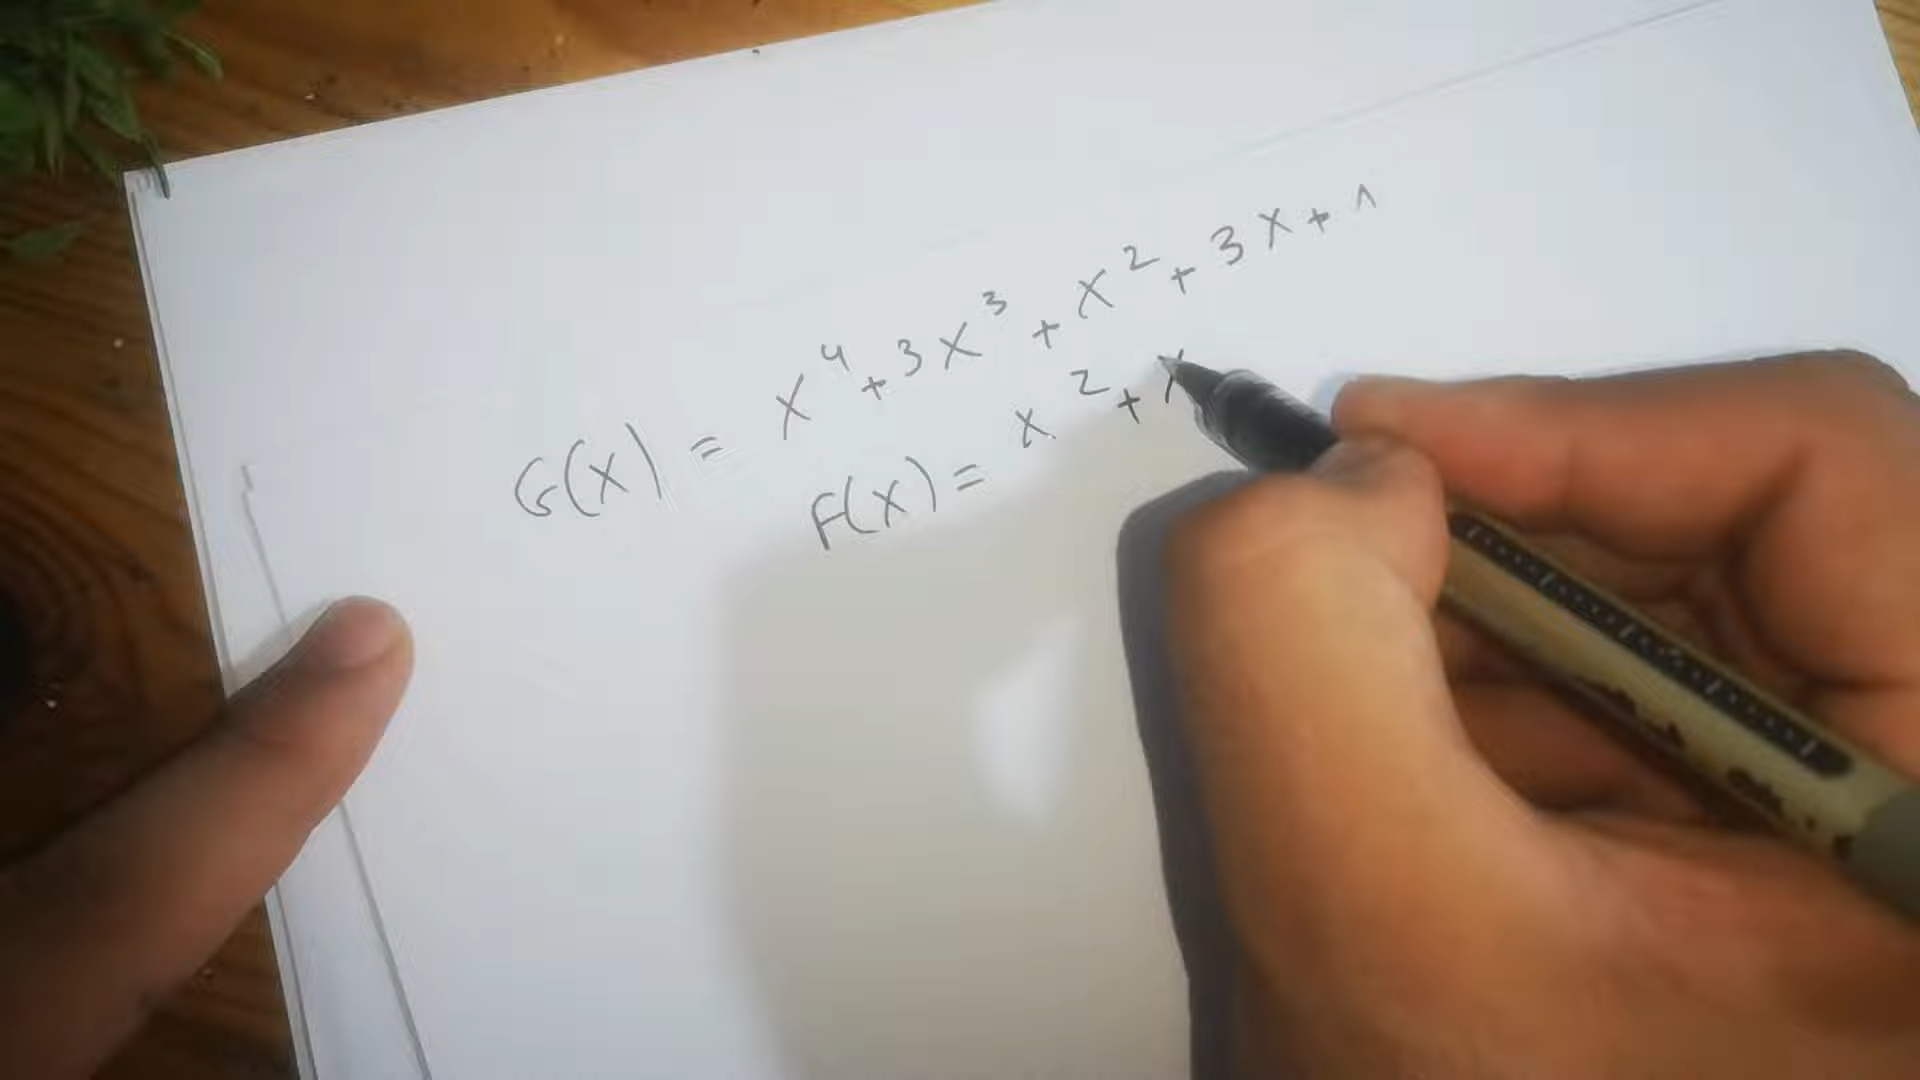 G(x) = x⁴+3x³+x²+3x+1
F(x) = x²+x